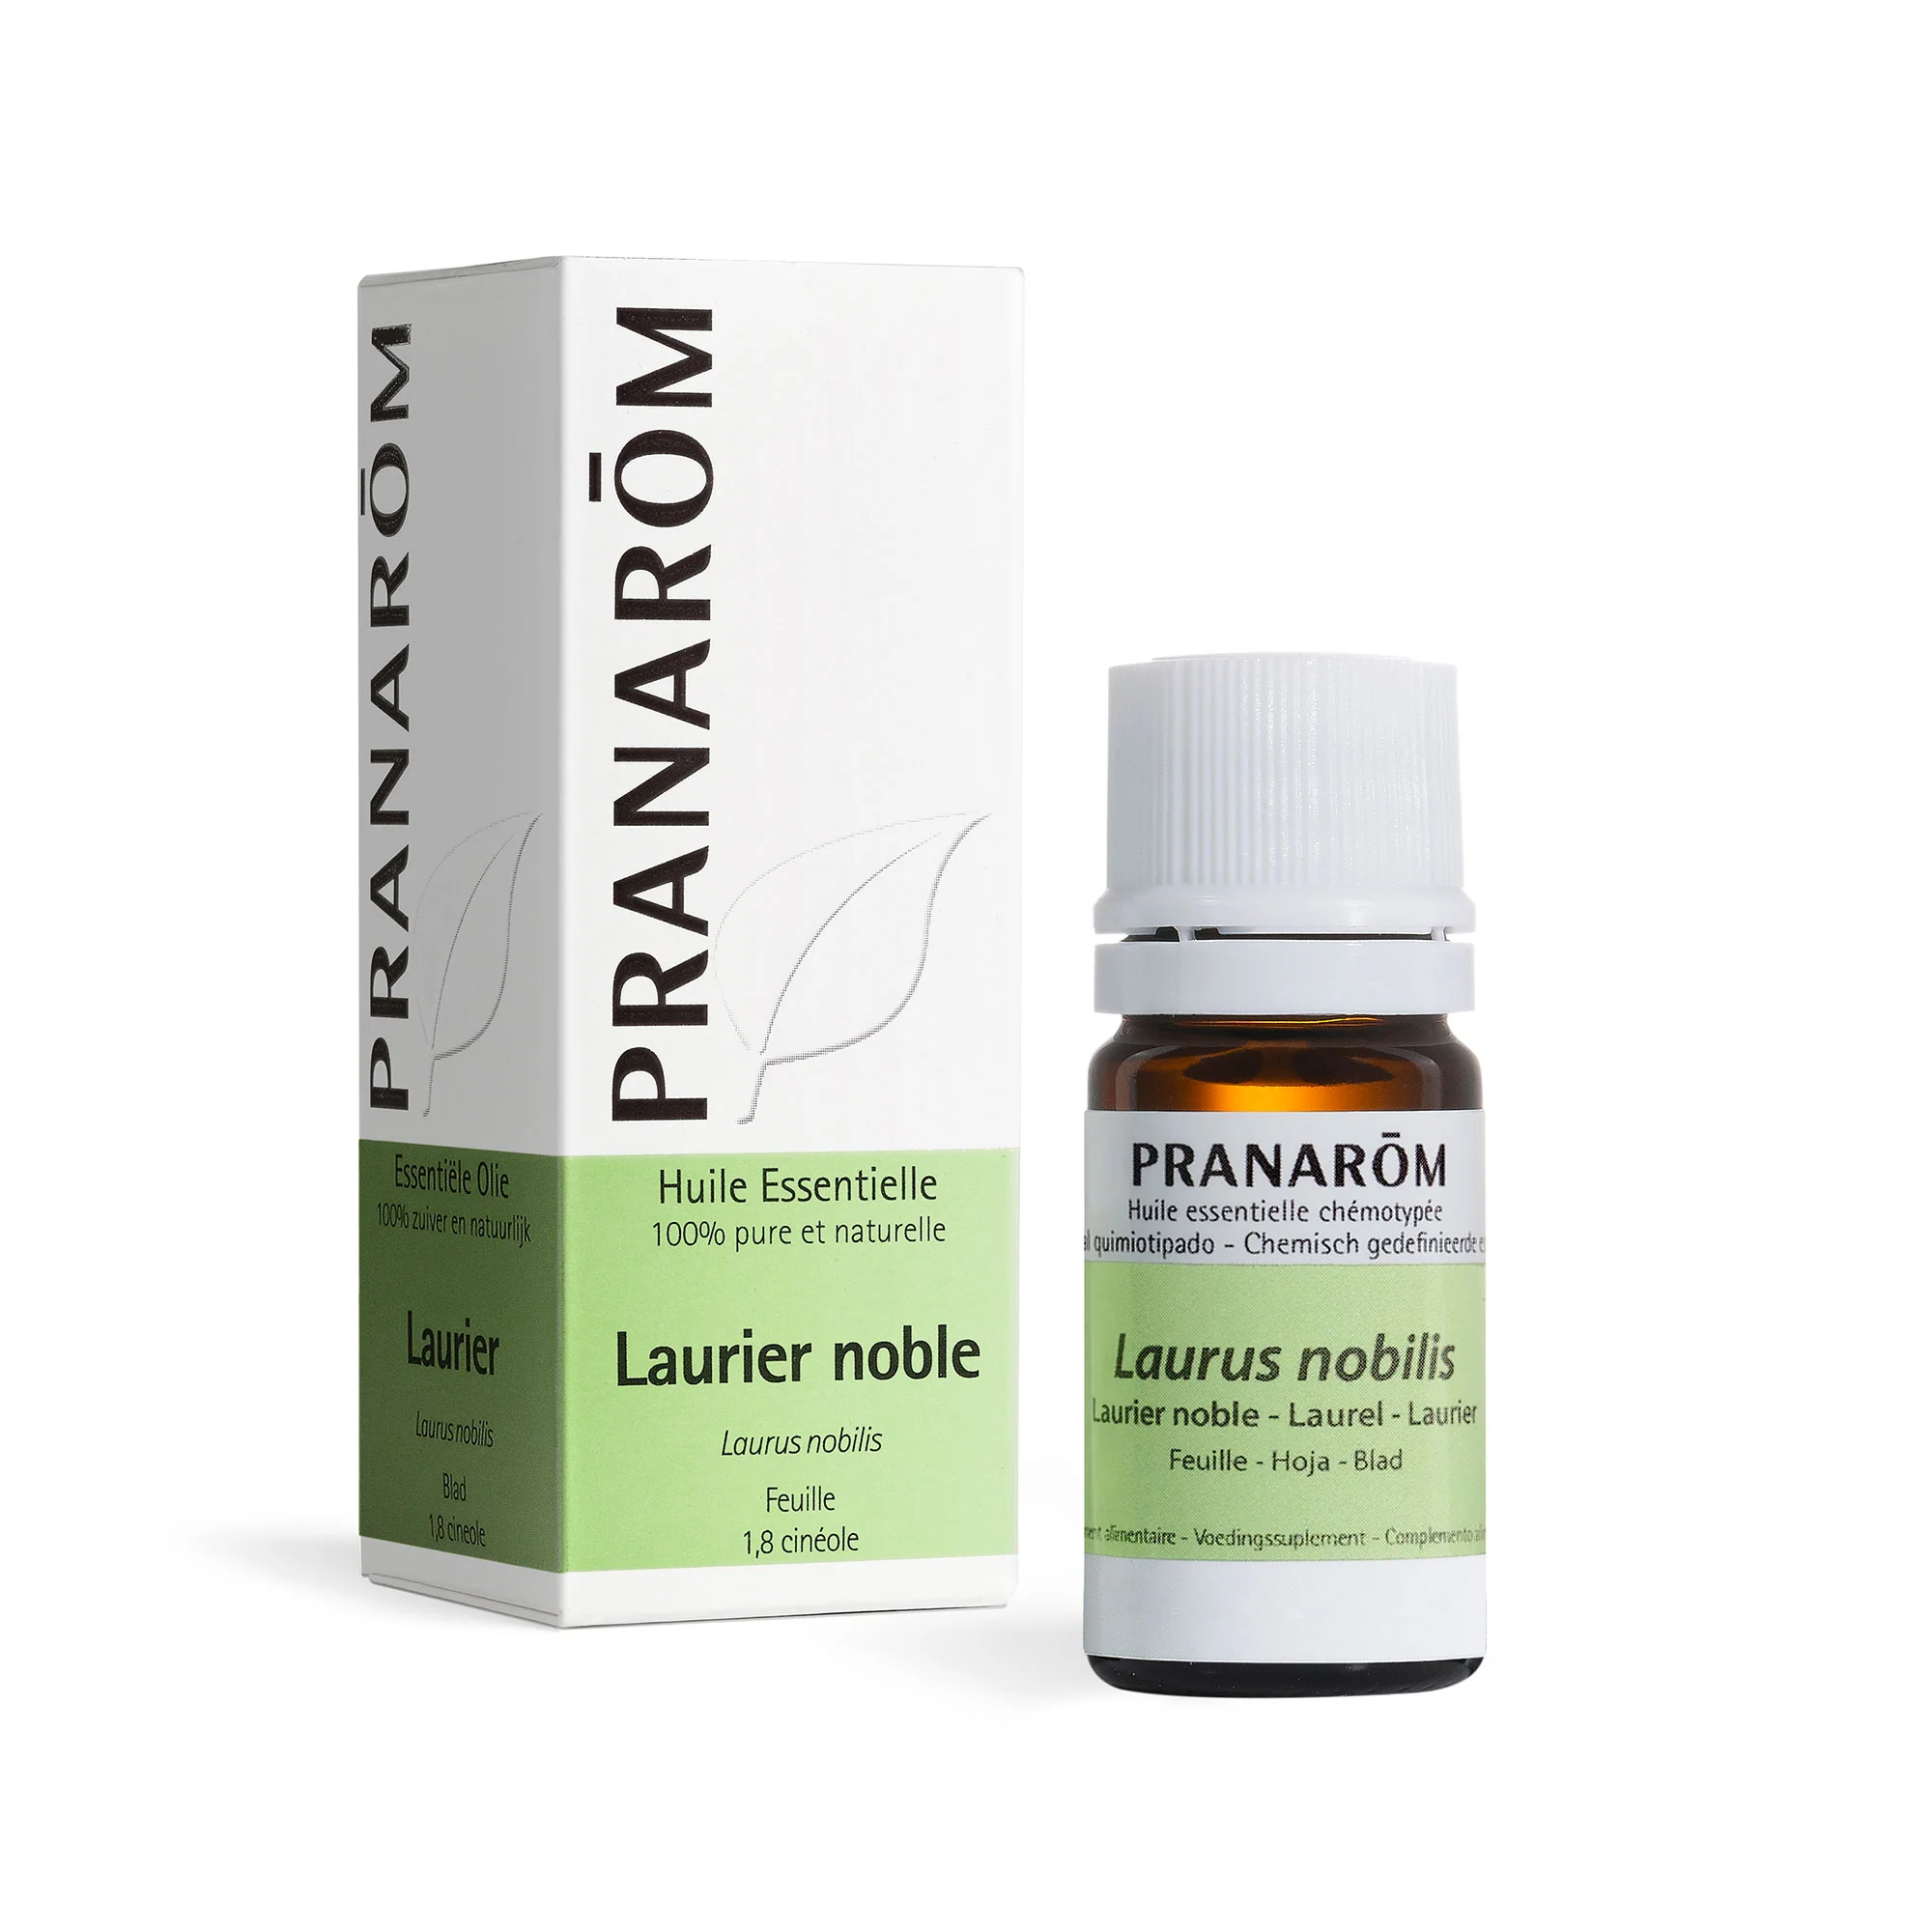 PRANARŌM
Essentiële Olie
100% zuiver en natuurlijk
Laurier
Laurus nobilis
Blad
1,8 cineole
PRANARŌM
Huile Essentielle
100% pure et naturelle
Laurier noble
Laurus nobilis
Feuille
1,8 cinéole
PRANARŌM
Huile essentielle chémotypée
quimiotipado - Chemisch gedefinieerde
Laurus nobilis
Laurier noble - Laurel - Laurier
Feuille - Hoja - Blad
alimentaire - Voedingssuplement - Complemento